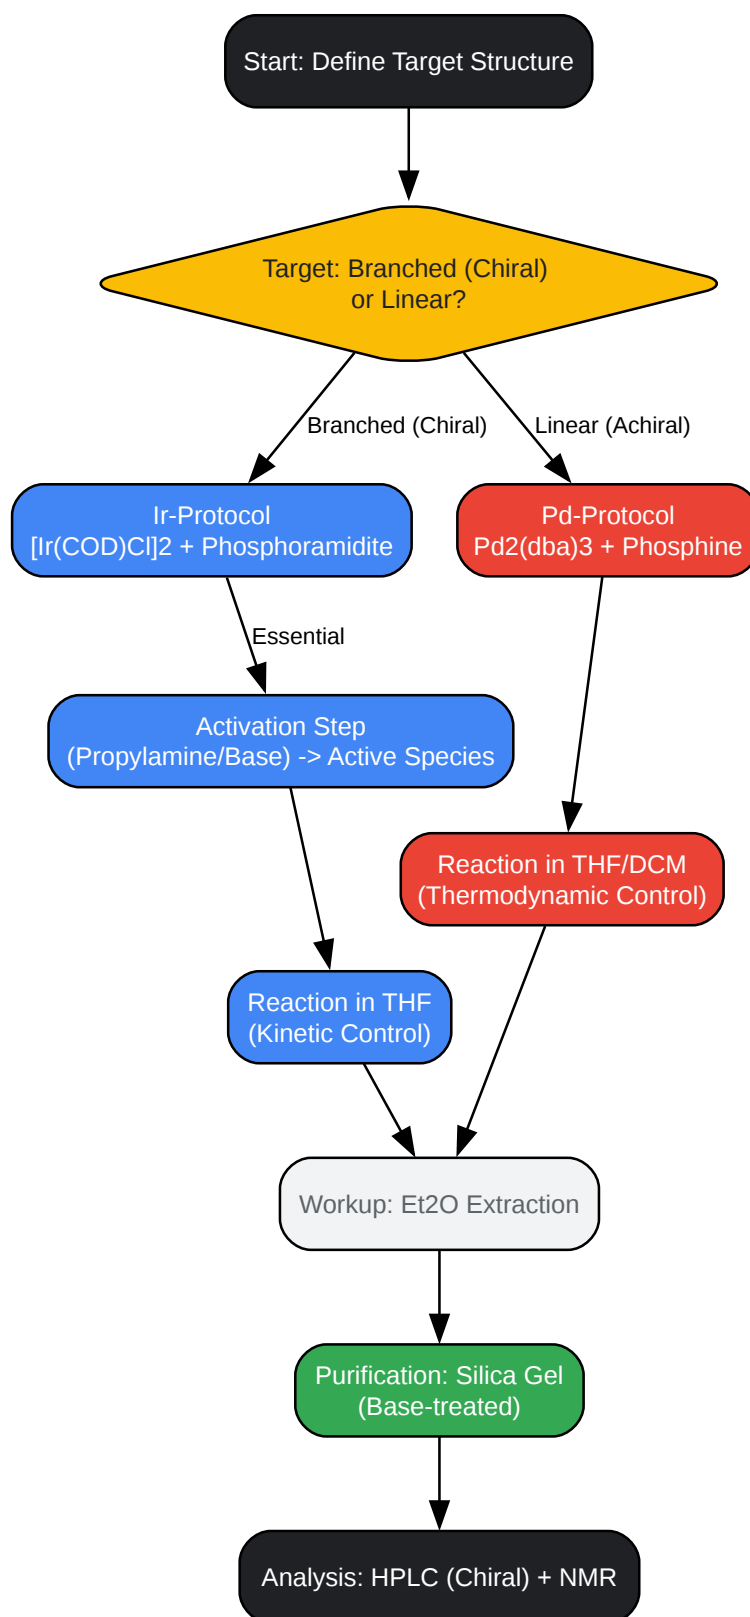 Start: Define Target Structure
Target: Branched (Chiral)
or Linear?
Branched (Chiral)
Linear (Achiral)
Ir-Protocol
[Ir(COD)Cl]2 + Phosphoramidite
Pd-Protocol
Pd2(dba)3 + Phosphine
Essential
Activation Step
(Propylamine/Base) -> Active Species
Reaction in THF/DCM
(Thermodynamic Control)
Reaction in THF
(Kinetic Control)
Workup: Et2O Extraction
Purification: Silica Gel
(Base-treated)
Analysis: HPLC (Chiral) + NMR